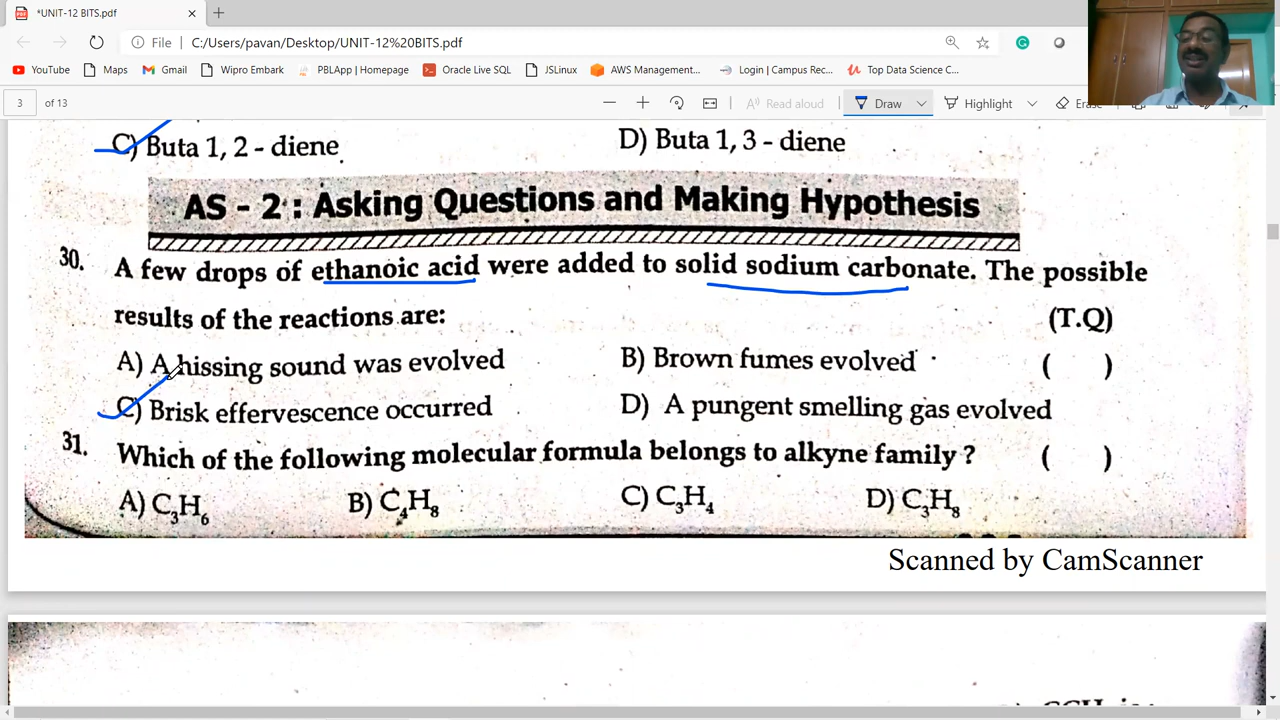 *UNIT-12 BITS.pdf
File C:/Users/pavan/Desktop/UNIT-12%20BITS.pdf
YouTube Maps Gmail Wipro Embark PBLApp | Homepage Oracle Live SQL JSLinux AWS Management... Login | Campus Rec... Top Data Science C...
3 of 13 Read aloud Draw Highlight Erase
C) Buta 1, 2 - diene D) Buta 1, 3 - diene
AS - 2 : Asking Questions and Making Hypothesis
30. A few drops of ethanoic acid were added to solid sodium carbonate. The possible
results of the reactions are: (T.Q)
A) A hissing sound was evolved B) Brown fumes evolved ( )
C) Brisk effervescence occurred D) A pungent smelling gas evolved
31. Which of the following molecular formula belongs to alkyne family ? ( )
A) C₃H₆ B) C₄H₈ C) C₃H₄ D) C₃H₈
Scanned by CamScanner